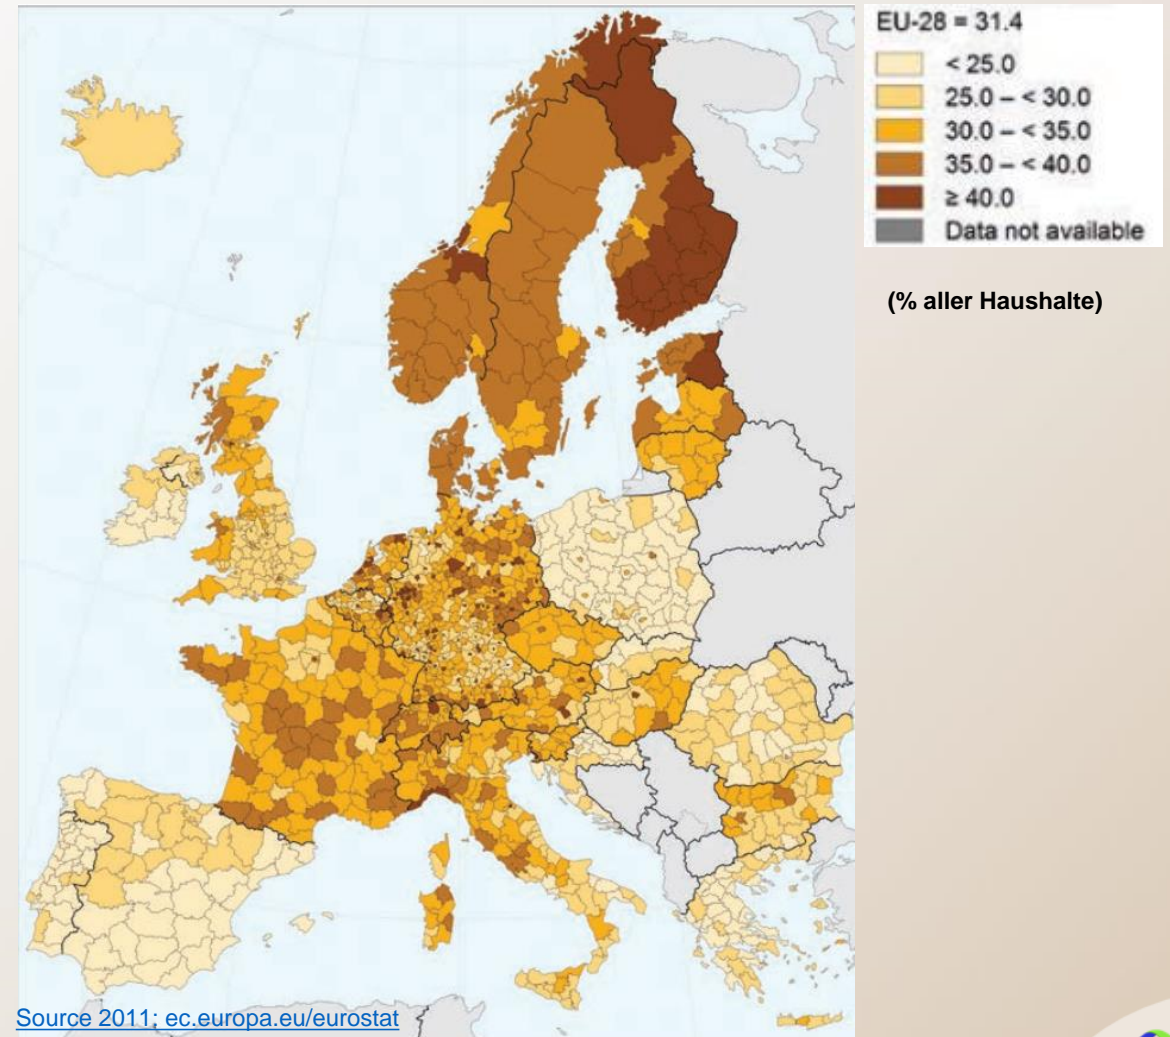 EU-28 = 31.4
< 25.0
25.0 – < 30.0
30.0 – < 35.0
35.0 – < 40.0
≥ 40.0
Data not available
(% aller Haushalte)
Source 2011: ec.europa.eu/eurostat